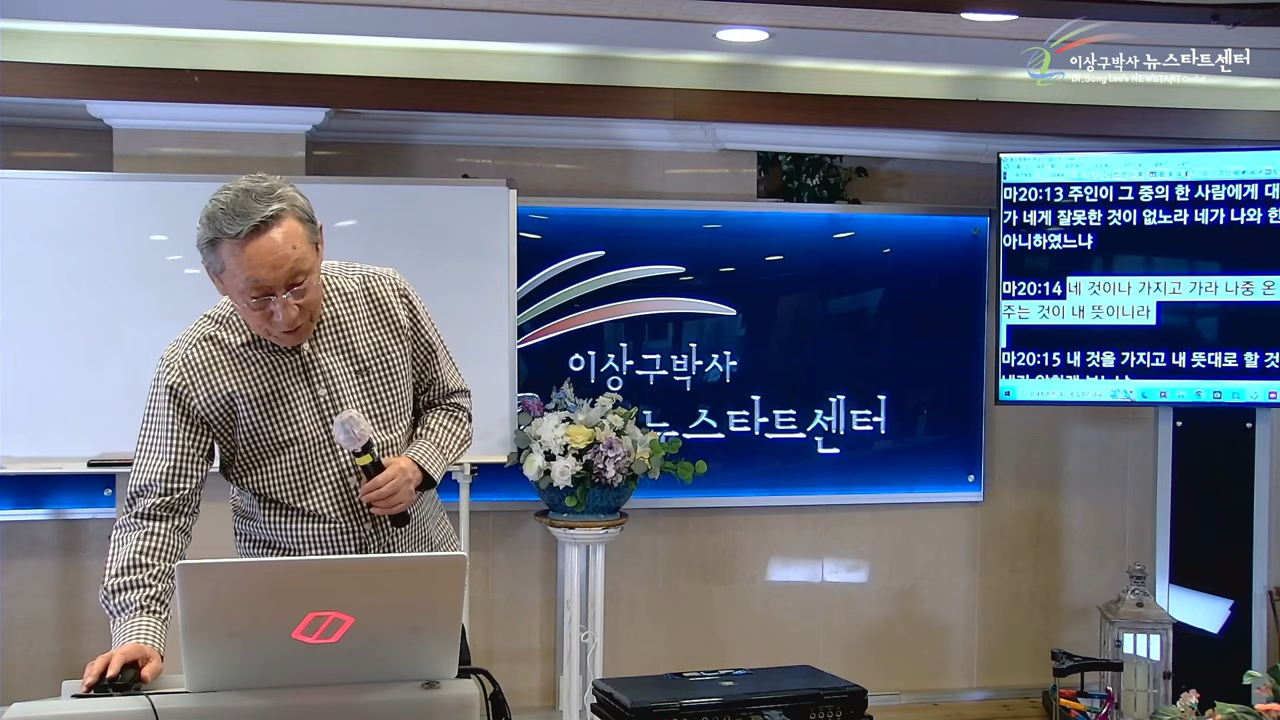 이상구박사 뉴스타트센터
Dr.Sang Lee's NEWSTART Center
마20:13 주인이 그 중의 한 사람에게 대
가 네게 잘못한 것이 없노라 네가 나와 한
아니하였느냐
마20:14 네 것이나 가지고 가라 나중 온
주는 것이 내 뜻이니라
마20:15 내 것을 가지고 내 뜻대로 할 것
이상구박사
뉴스타트센터